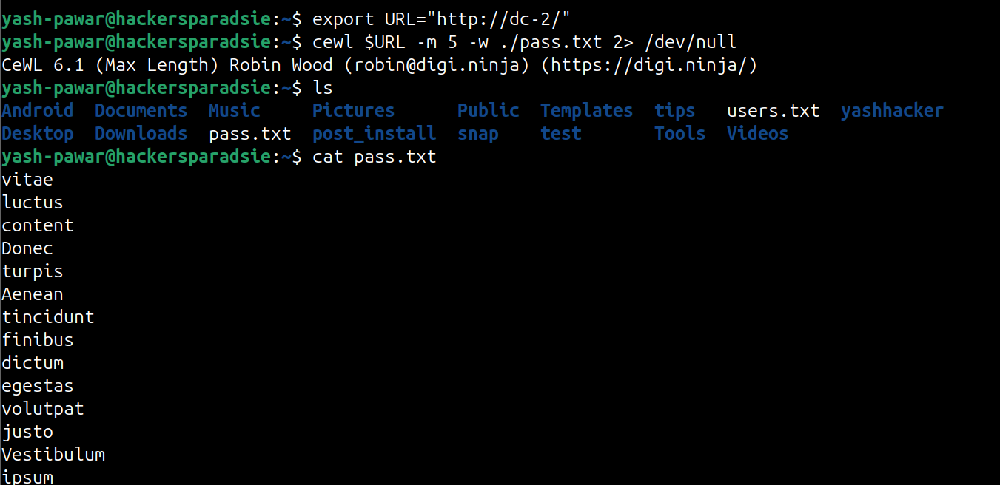 yash-pawar@hackersparadsie:~$ export URL="http://dc-2/"
yash-pawar@hackersparadsie:~$ cewl $URL -m 5 -w ./pass.txt 2> /dev/null
CeWL 6.1 (Max Length) Robin Wood (robin@digi.ninja) (https://digi.ninja/)
yash-pawar@hackersparadsie:~$ ls
Android  Documents  Music     Pictures      Public  Templates  tips   users.txt  yashhacker
Desktop  Downloads  pass.txt  post_install  snap    test       Tools  Videos
yash-pawar@hackersparadsie:~$ cat pass.txt
vitae
luctus
content
Donec
turpis
Aenean
tincidunt
finibus
dictum
egestas
volutpat
justo
Vestibulum
ipsum